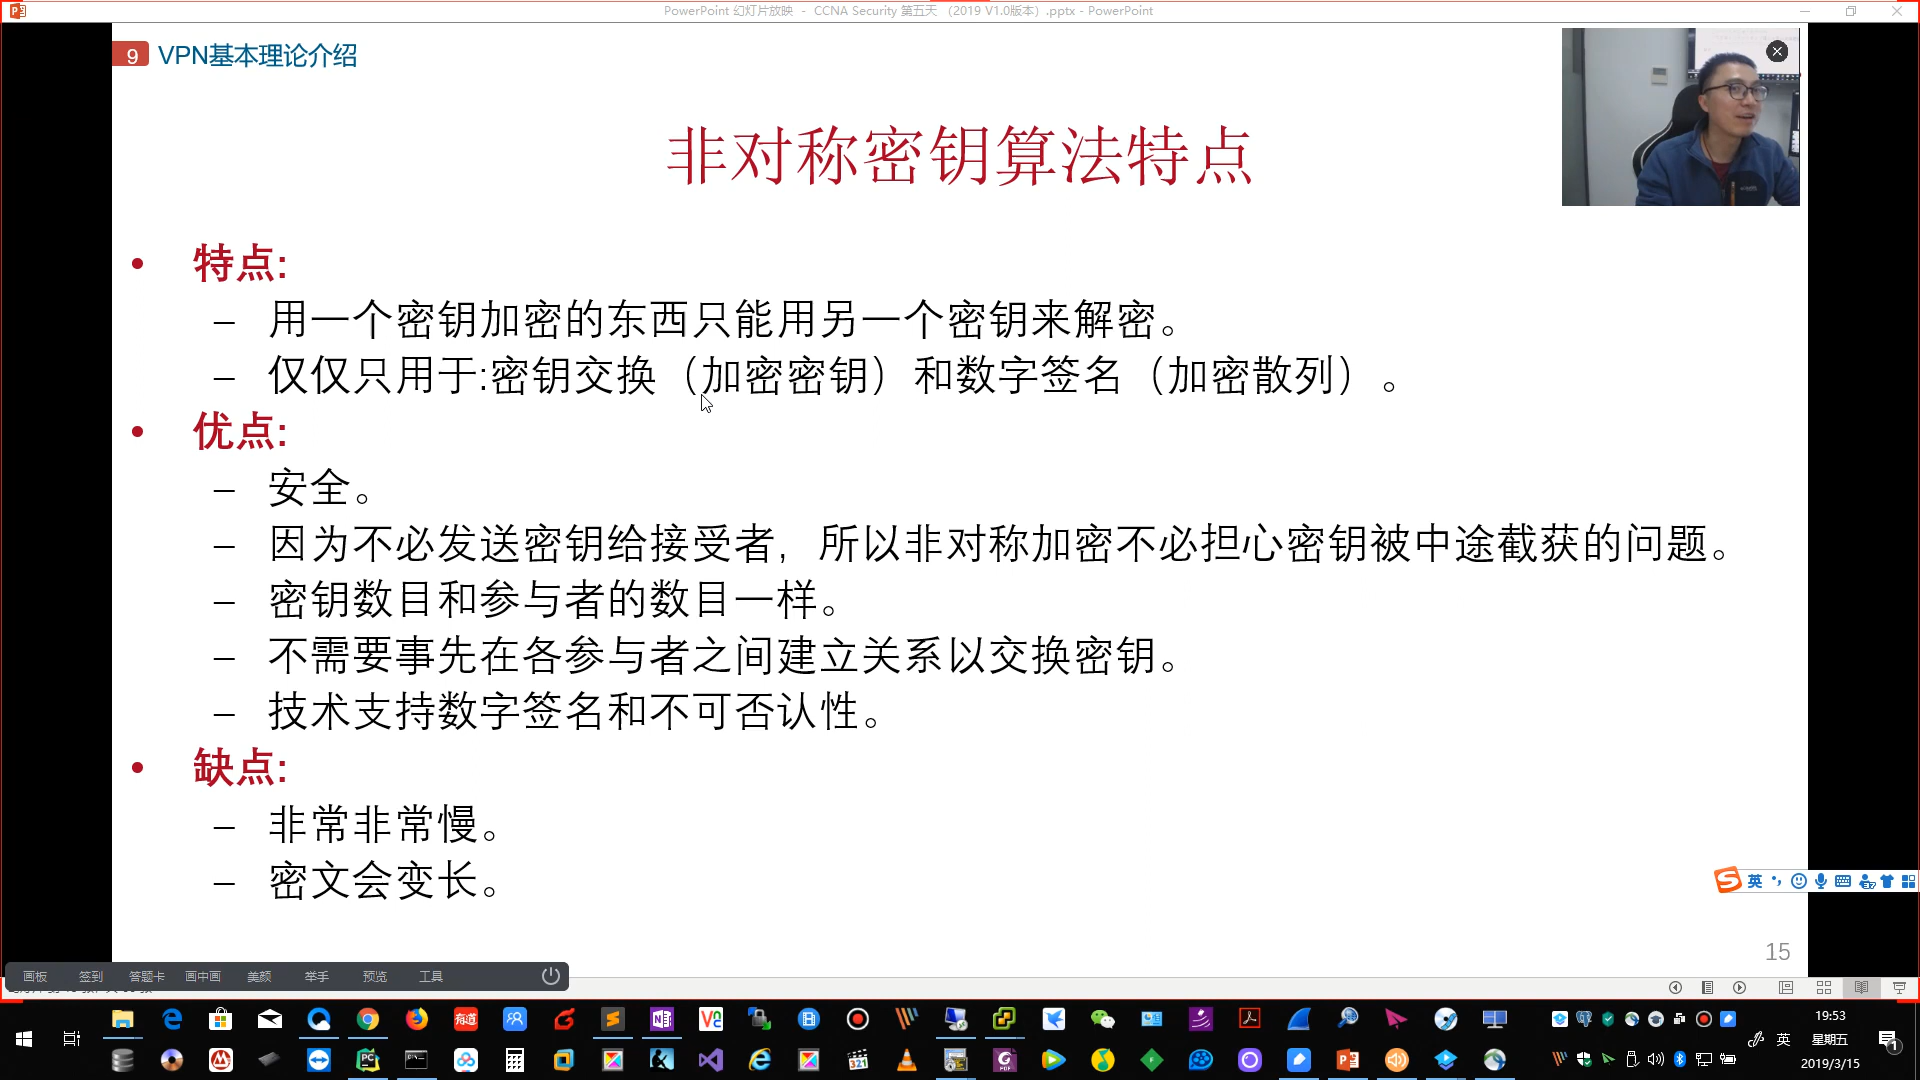 PowerPoint 幻灯片放映 - CCNA Security 第五天 （2019 V1.0版本）.pptx - PowerPoint
9 VPN基本理论介绍
非对称密钥算法特点
• 特点:
– 用一个密钥加密的东西只能用另一个密钥来解密。
– 仅仅只用于:密钥交换（加密密钥）和数字签名（加密散列）。
• 优点:
– 安全。
– 因为不必发送密钥给接受者，所以非对称加密不必担心密钥被中途截获的问题。
– 密钥数目和参与者的数目一样。
– 不需要事先在各参与者之间建立关系以交换密钥。
– 技术支持数字签名和不可否认性。
• 缺点:
– 非常非常慢。
– 密文会变长。
英
15
画板 签到 答题卡 画中画 美颜 举手 预览 工具
有道
19:53
英 星期五
2019/3/15